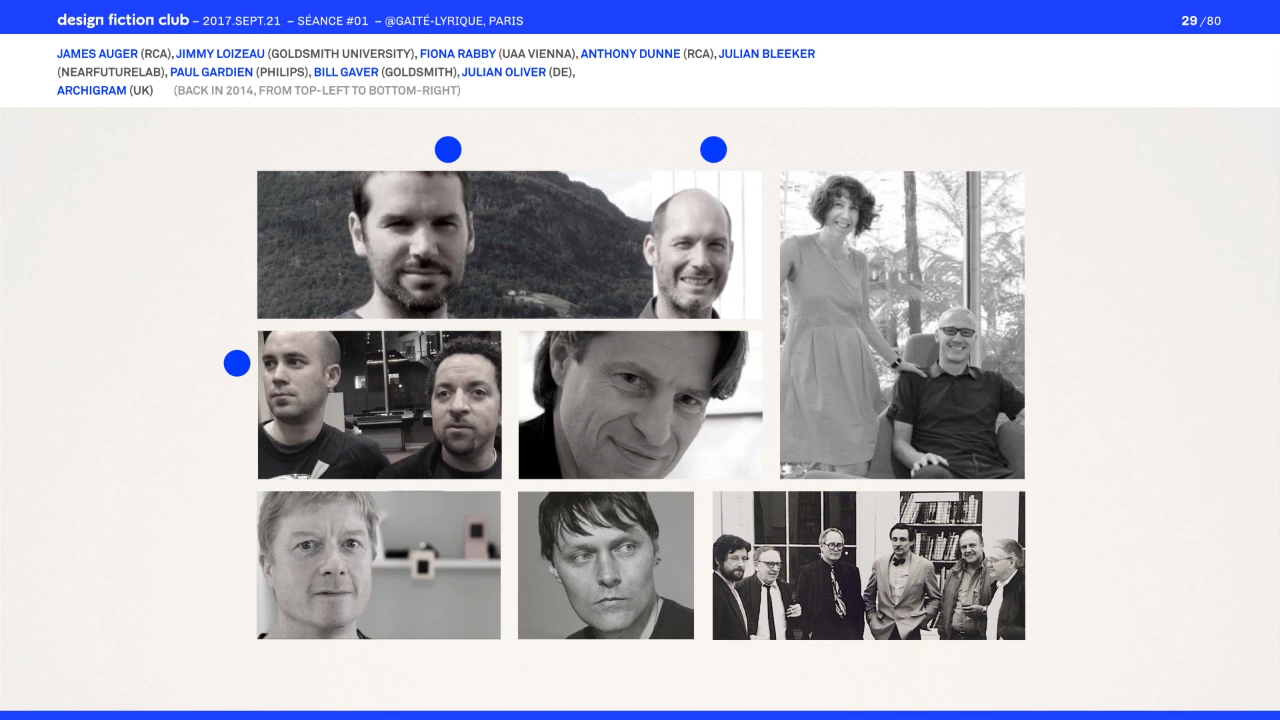 design fiction club – 2017.SEPT.21 – SÉANCE #01 – @GAITÉ-LYRIQUE, PARIS
29/80
JAMES AUGER (RCA), JIMMY LOIZEAU (GOLDSMITH UNIVERSITY), FIONA RABBY (UAA VIENNA), ANTHONY DUNNE (RCA), JULIAN BLEEKER
(NEARFUTURELAB), PAUL GARDIEN (PHILIPS), BILL GAVER (GOLDSMITH), JULIAN OLIVER (DE),
ARCHIGRAM (UK) (BACK IN 2014, FROM TOP-LEFT TO BOTTOM-RIGHT)